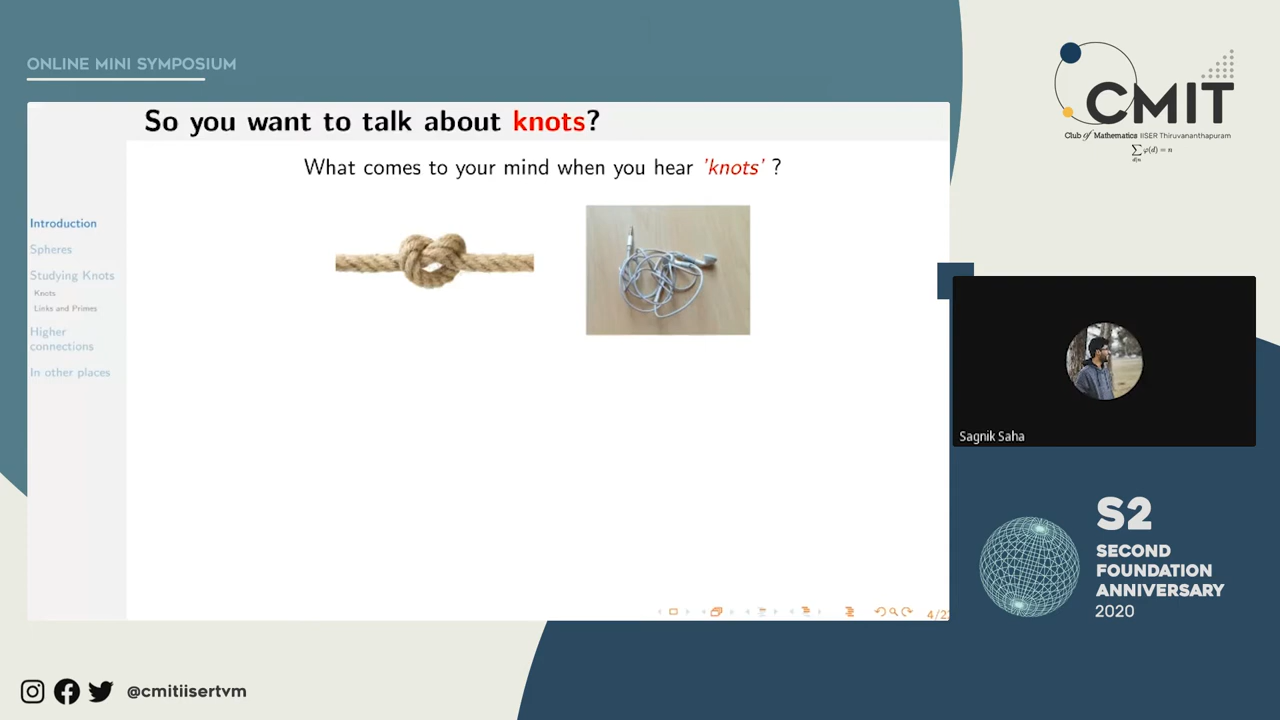 ONLINE MINI SYMPOSIUM
CMIT
Club of Mathematics IISER Thiruvananthapuram
∑ φ(d) = n
d|n
So you want to talk about knots?
What comes to your mind when you hear 'knots' ?
Introduction
Spheres
Studying Knots
Knots
Links and Primes
Higher
connections
In other places
4/2
Sagnik Saha
S2
SECOND
FOUNDATION
ANNIVERSARY
2020
@cmitiisertvm